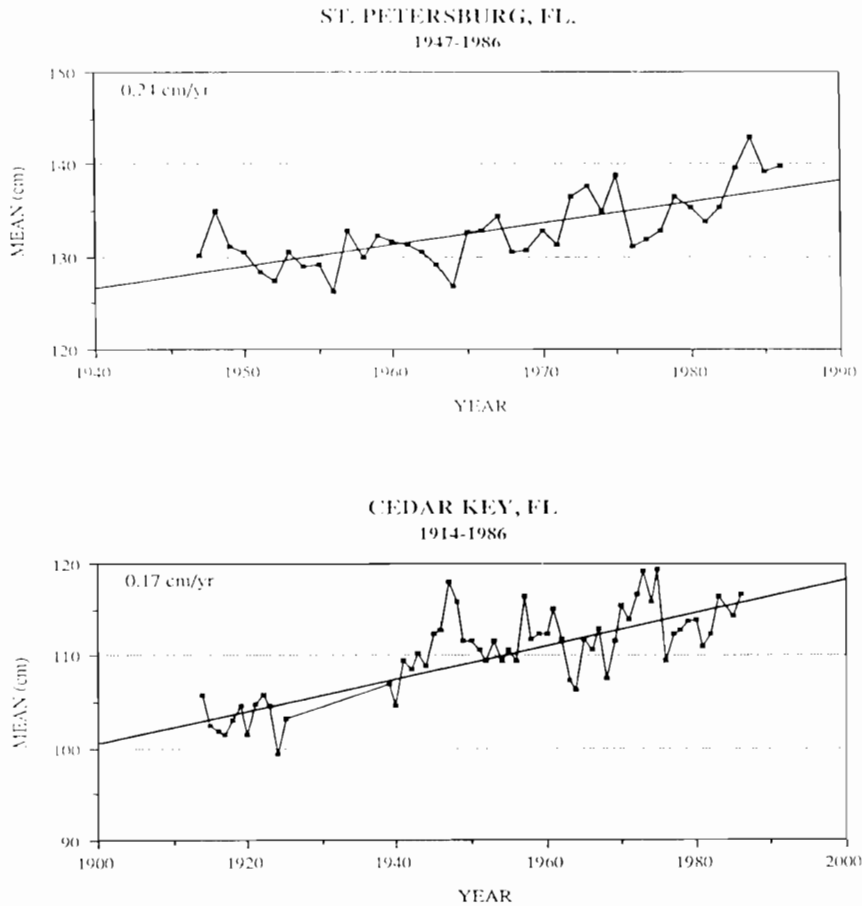 ST. PETERSBURG, FL.
1947-1986
150
0.24 cm/yr
140
MEAN (cm)
130
120
1940 1950 1960 1970 1980 1990
YEAR
CEDAR KEY, FL
1914-1986
120
0.17 cm/yr
110
MEAN (cm)
100
90
1900 1920 1940 1960 1980 2000
YEAR